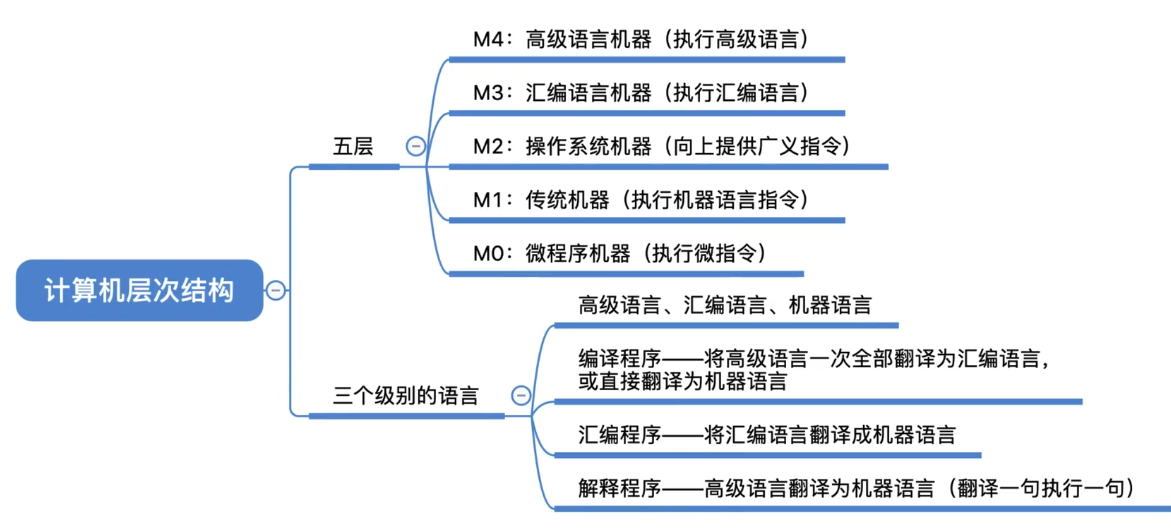 计算机层次结构
五层
M4：高级语言机器（执行高级语言）
M3：汇编语言机器（执行汇编语言）
M2：操作系统机器（向上提供广义指令）
M1：传统机器（执行机器语言指令）
M0：微程序机器（执行微指令）
三个级别的语言
高级语言、汇编语言、机器语言
编译程序——将高级语言一次全部翻译为汇编语言，
或直接翻译为机器语言
汇编程序——将汇编语言翻译成机器语言
解释程序——高级语言翻译为机器语言（翻译一句执行一句）